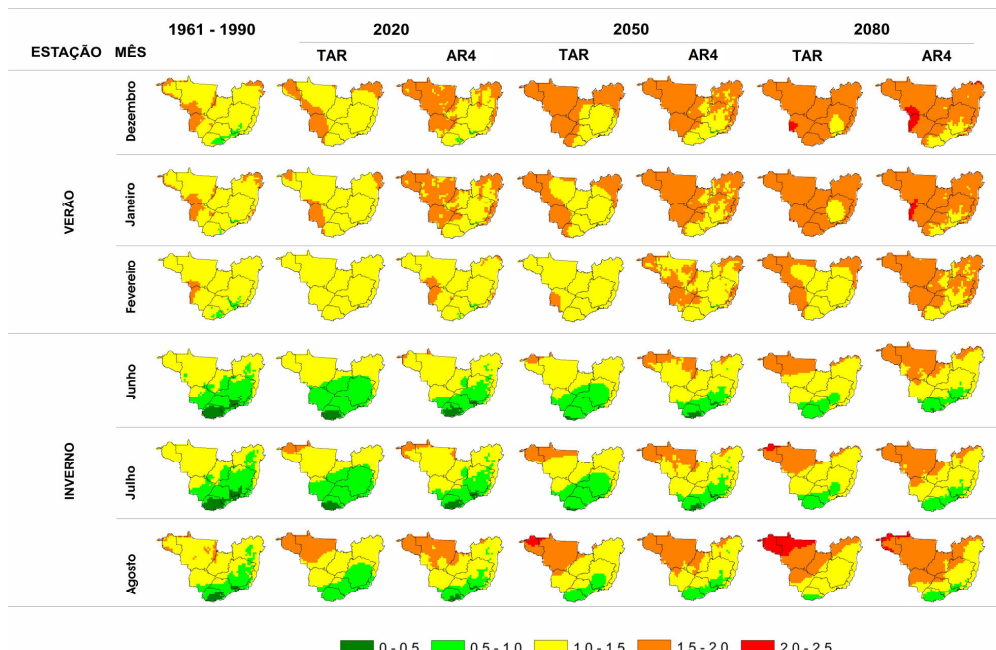 1961 - 1990 2020 2050 2080
ESTAÇÃO MÊS TAR AR4 TAR AR4 TAR AR4
VERÃO
Dezembro
Janeiro
Fevereiro
INVERNO
Junho
Julho
Agosto
0 - 0.5 0.5 - 1.0 1.0 - 1.5 1.5 - 2.0 2.0 - 2.5